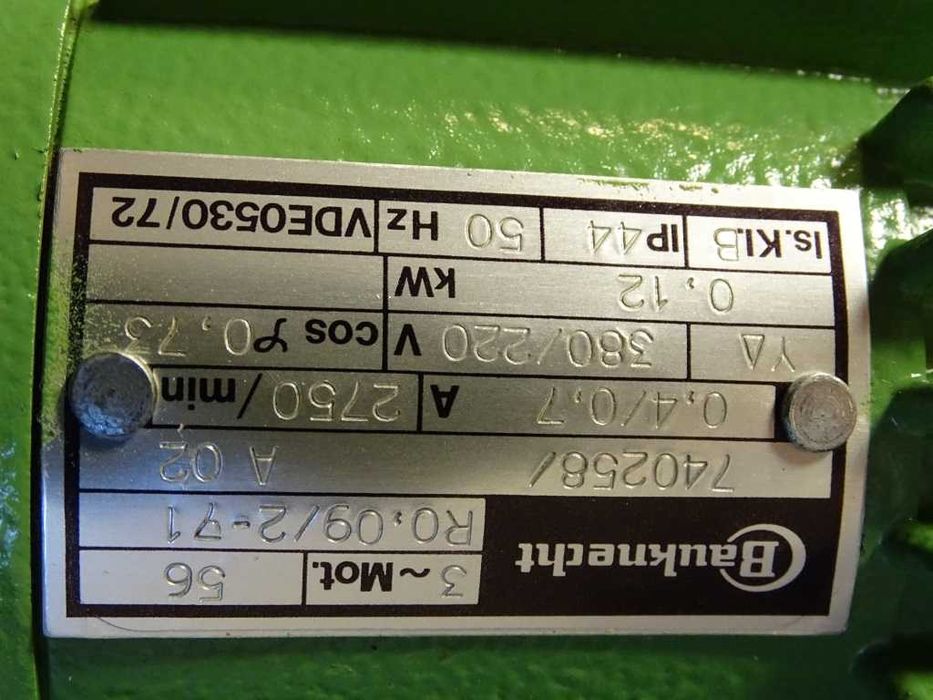 Bauknecht
3~Mot. 56
R0,09/2-71
740258/ A 02
0,4/0,7 A 2750/min
YΔ 380/220 V cos φ 0,73
0,12 kW
Is.Kl.B IP44 50 Hz VDE0530/72